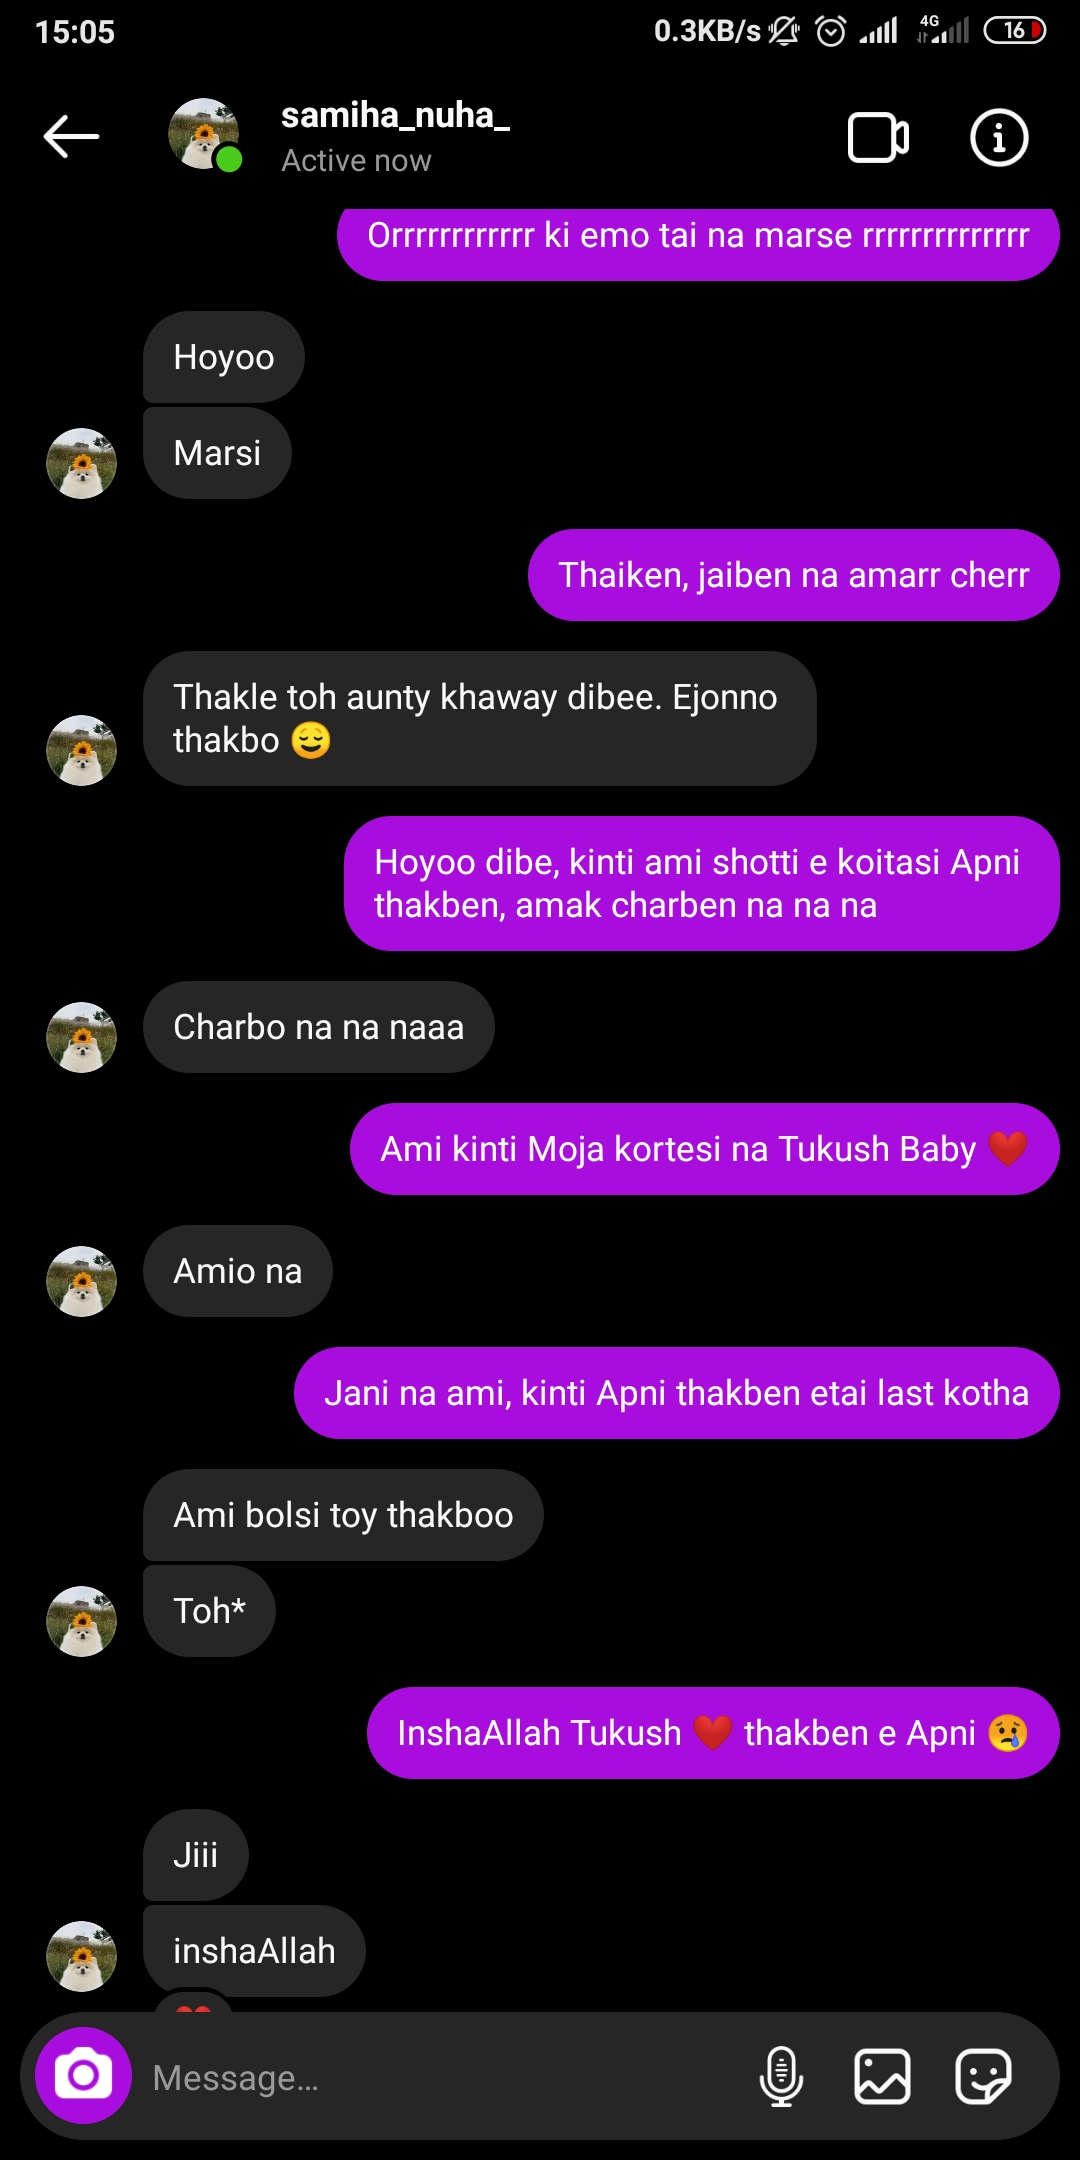 15:05
0.3KB/s
4G
16
samiha_nuha_
Active now
Orrrrrrrrrrrr ki emo tai na marse rrrrrrrrrrrrrr
Hoyoo
Marsi
Thaiken, jaiben na amarr cherr
Thakle toh aunty khaway dibee. Ejonno
thakbo 😌
Hoyoo dibe, kinti ami shotti e koitasi Apni
thakben, amak charben na na na
Charbo na na naaa
Ami kinti Moja kortesi na Tukush Baby ❤️
Amio na
Jani na ami, kinti Apni thakben etai last kotha
Ami bolsi toy thakboo
Toh*
InshaAllah Tukush ❤️ thakben e Apni 😢
Jiii
inshaAllah
Message...